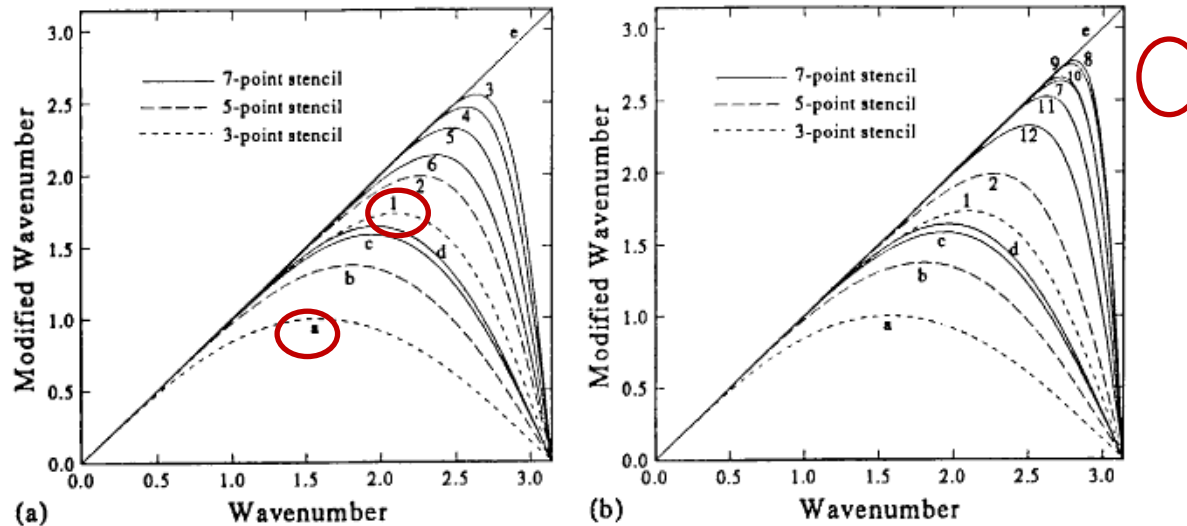 3.0
2.5
2.0
1.5
1.0
0.5
0.0
Modified Wavenumber
7-point stencil
5-point stencil
3-point stencil
e
3
4
5
6
2
1
c
d
b
a
0.0 0.5 1.0 1.5 2.0 2.5 3.0
(a) Wavenumber
3.0
2.5
2.0
1.5
1.0
0.5
0.0
Modified Wavenumber
7-point stencil
5-point stencil
3-point stencil
e
9 8
10
7
11
12
2
1
c
d
b
a
0.0 0.5 1.0 1.5 2.0 2.5 3.0
(b) Wavenumber